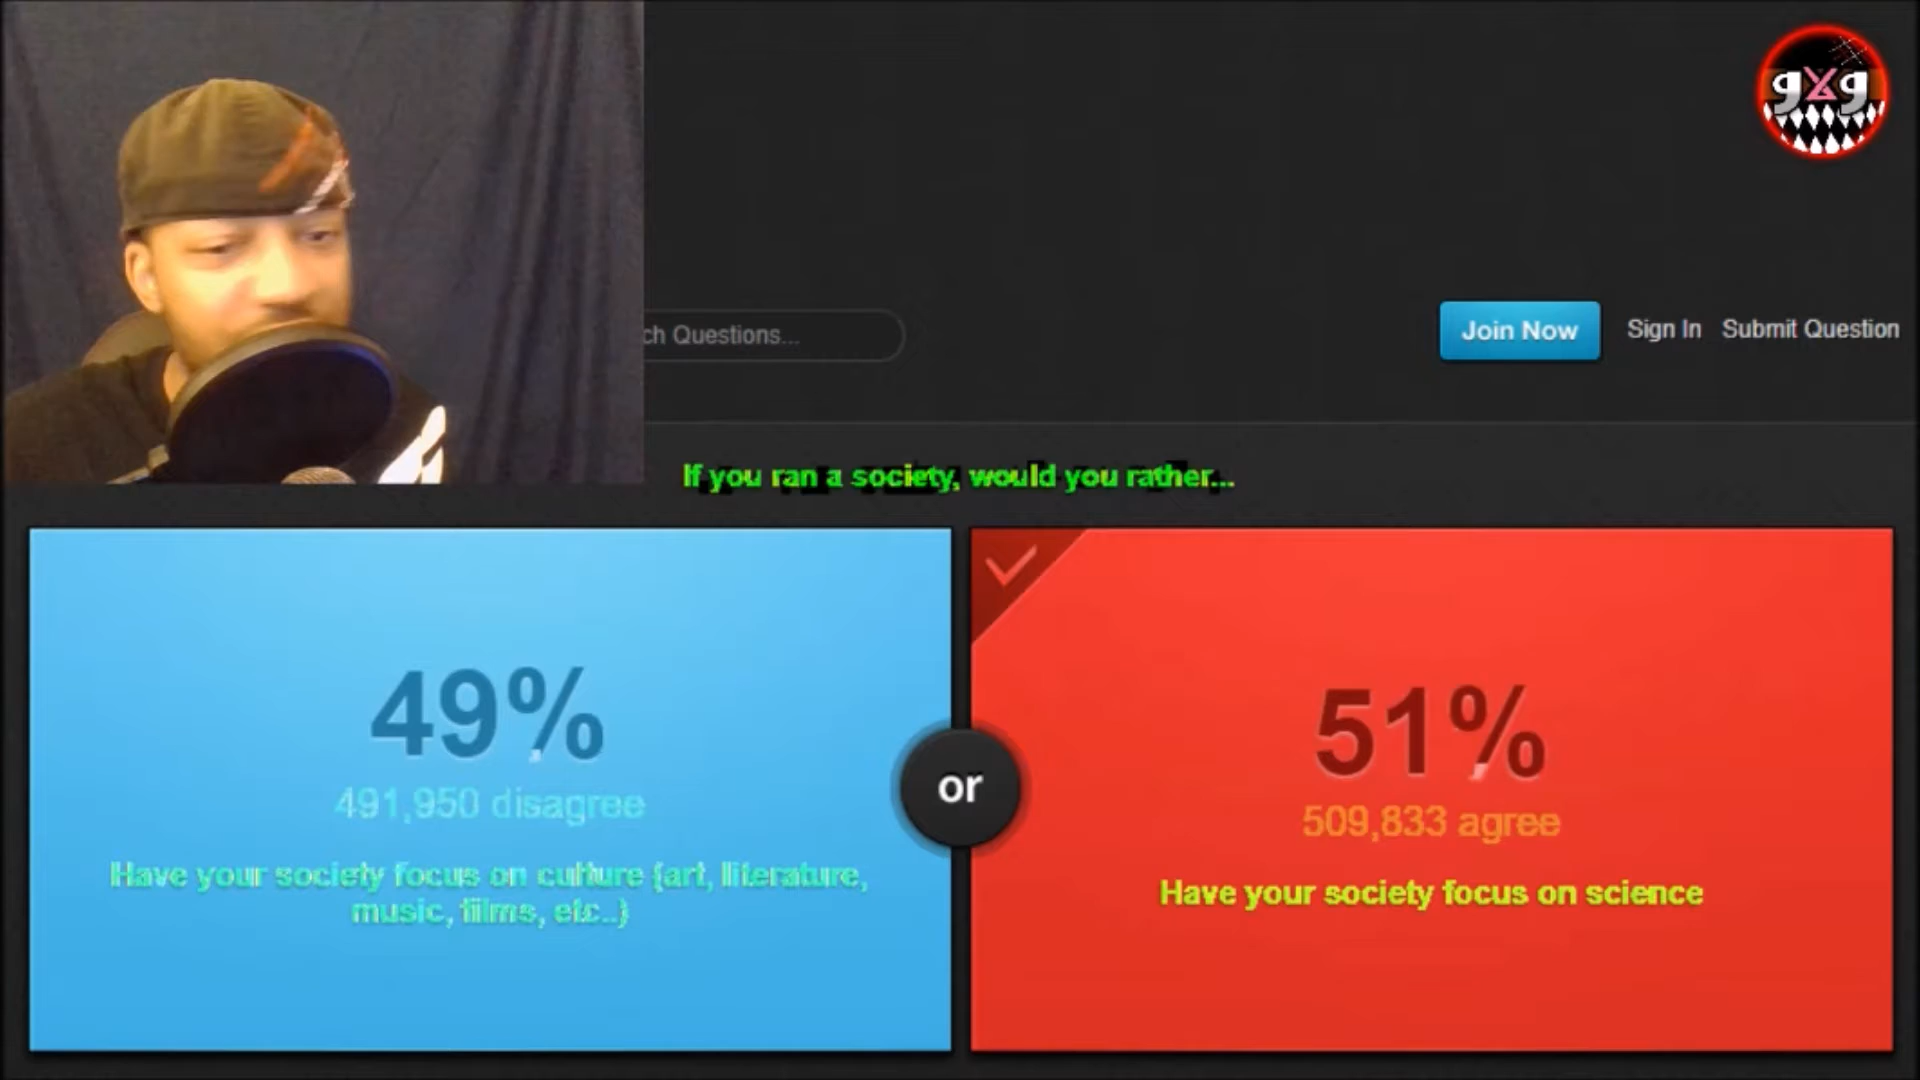 gxg
ch Questions...
Join Now
Sign In
Submit Question
If you ran a society, would you rather...
49%
491,950 disagree
Have your society focus on culture (art, literature,
music, films, etc..)
or
51%
509,833 agree
Have your society focus on science